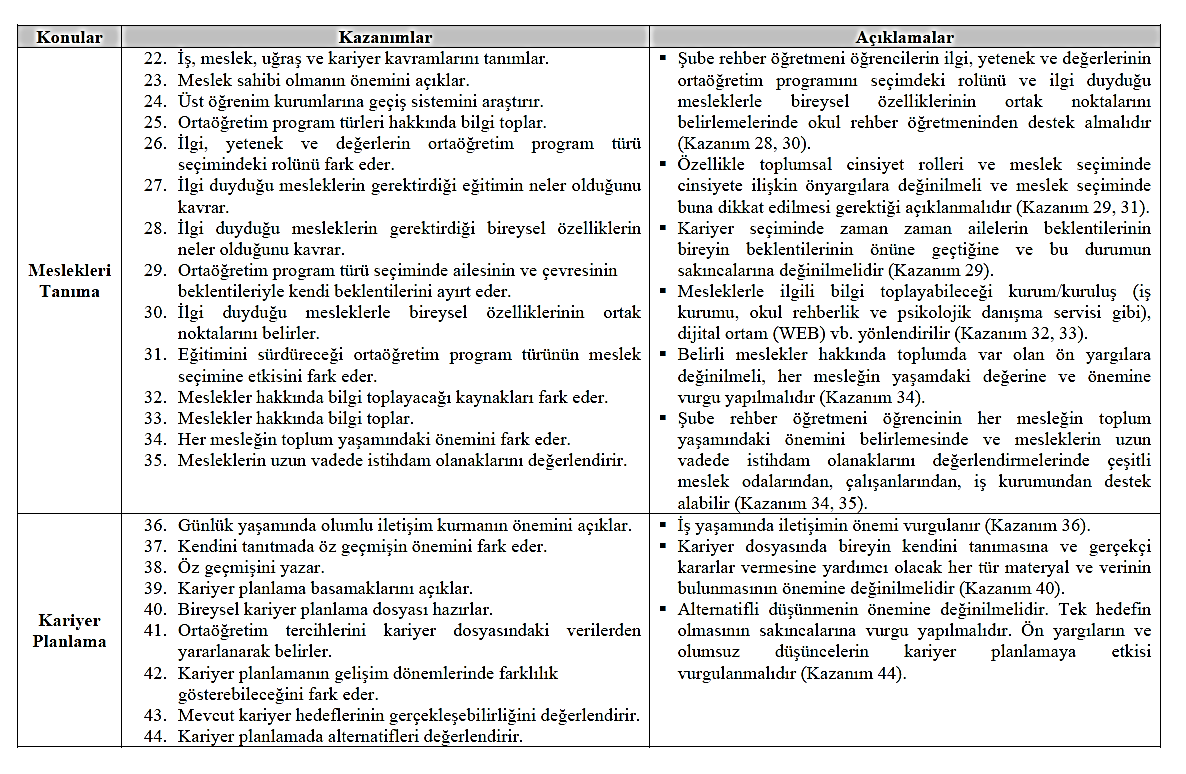 Konular
Kazanımlar
Açıklamalar
Meslekleri
Tanıma
22. İş, meslek, uğraş ve kariyer kavramlarını tanımlar.
23. Meslek sahibi olmanın önemini açıklar.
24. Üst öğrenim kurumlarına geçiş sistemini araştırır.
25. Ortaöğretim program türleri hakkında bilgi toplar.
26. İlgi, yetenek ve değerlerin ortaöğretim program türü
seçimindeki rolünü fark eder.
27. İlgi duyduğu mesleklerin gerektirdiği eğitimin neler olduğunu
kavrar.
28. İlgi duyduğu mesleklerin gerektirdiği bireysel özelliklerin
neler olduğunu kavrar.
29. Ortaöğretim program türü seçiminde ailesinin ve çevresinin
beklentileriyle kendi beklentilerini ayırt eder.
30. İlgi duyduğu mesleklerle bireysel özelliklerinin ortak
noktalarını belirler.
31. Eğitimini sürdüreceği ortaöğretim program türünün meslek
seçimine etkisini fark eder.
32. Meslekler hakkında bilgi toplayacağı kaynakları fark eder.
33. Meslekler hakkında bilgi toplar.
34. Her mesleğin toplum yaşamındaki önemini fark eder.
35. Mesleklerin uzun vadede istihdam olanaklarını değerlendirir.
▪ Şube rehber öğretmeni öğrencilerin ilgi, yetenek ve değerlerinin
ortaöğretim programını seçimdeki rolünü ve ilgi duyduğu
mesleklerle bireysel özelliklerinin ortak noktalarını
belirlemelerinde okul rehber öğretmeninden destek almalıdır
(Kazanım 28, 30).
▪ Özellikle toplumsal cinsiyet rolleri ve meslek seçiminde
cinsiyete ilişkin önyargılara değinilmeli ve meslek seçiminde
buna dikkat edilmesi gerektiği açıklanmalıdır (Kazanım 29, 31).
▪ Kariyer seçiminde zaman zaman ailelerin beklentilerinin
bireyin beklentilerinin önüne geçtiğine ve bu durumun
sakıncalarına değinilmelidir (Kazanım 29).
▪ Mesleklerle ilgili bilgi toplayabileceği kurum/kuruluş (iş
kurumu, okul rehberlik ve psikolojik danışma servisi gibi),
dijital ortam (WEB) vb. yönlendirilir (Kazanım 32, 33).
▪ Belirli meslekler hakkında toplumda var olan ön yargılara
değinilmeli, her mesleğin yaşamdaki değerine ve önemine
vurgu yapılmalıdır (Kazanım 34).
▪ Şube rehber öğretmeni öğrencinin her mesleğin toplum
yaşamındaki önemini belirlemesinde ve mesleklerin uzun
vadede istihdam olanaklarını değerlendirmelerinde çeşitli
meslek odalarından, çalışanlarından, iş kurumundan destek
alabilir (Kazanım 34, 35).
Kariyer
Planlama
36. Günlük yaşamında olumlu iletişim kurmanın önemini açıklar.
37. Kendini tanıtmada öz geçmişin önemini fark eder.
38. Öz geçmişini yazar.
39. Kariyer planlama basamaklarını açıklar.
40. Bireysel kariyer planlama dosyası hazırlar.
41. Ortaöğretim tercihlerini kariyer dosyasındaki verilerden
yararlanarak belirler.
42. Kariyer planlamanın gelişim dönemlerinde farklılık
gösterebileceğini fark eder.
43. Mevcut kariyer hedeflerinin gerçekleşebilirliğini değerlendirir.
44. Kariyer planlamada alternatifleri değerlendirir.
▪ İş yaşamında iletişimin önemi vurgulanır (Kazanım 36).
▪ Kariyer dosyasında bireyin kendini tanımasına ve gerçekçi
kararlar vermesine yardımcı olacak her tür materyal ve verinin
bulunmasının önemine değinilmelidir (Kazanım 40).
▪ Alternatifli düşünmenin önemine değinilmelidir. Tek hedefin
olmasının sakıncalarına vurgu yapılmalıdır. Ön yargıların ve
olumsuz düşüncelerin kariyer planlamaya etkisi
vurgulanmalıdır (Kazanım 44).